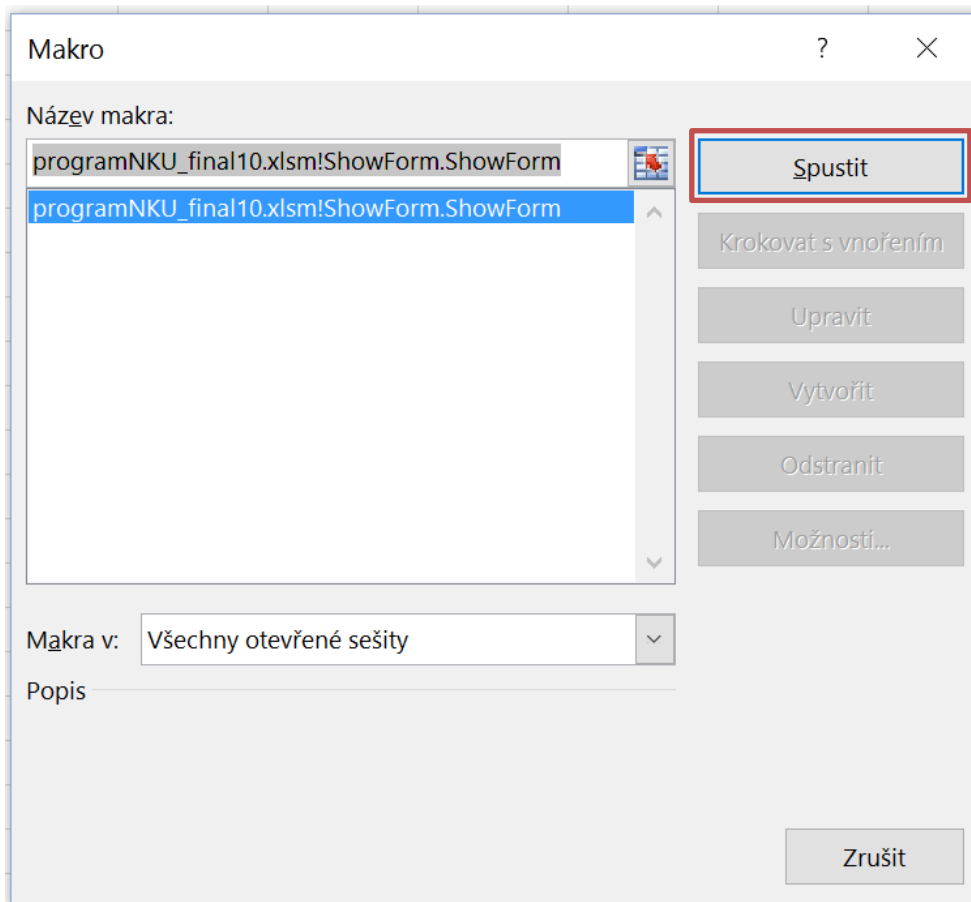 Makro
?
Název makra:
programNKU_final10.xlsm!ShowForm.ShowForm
programNKU_final10.xlsm!ShowForm.ShowForm
Spustit
Krokovat s vnořením
Upravit
Vytvořit
Odstranit
Možnosti...
Makra v:
Všechny otevřené sešity
Popis
Zrušit